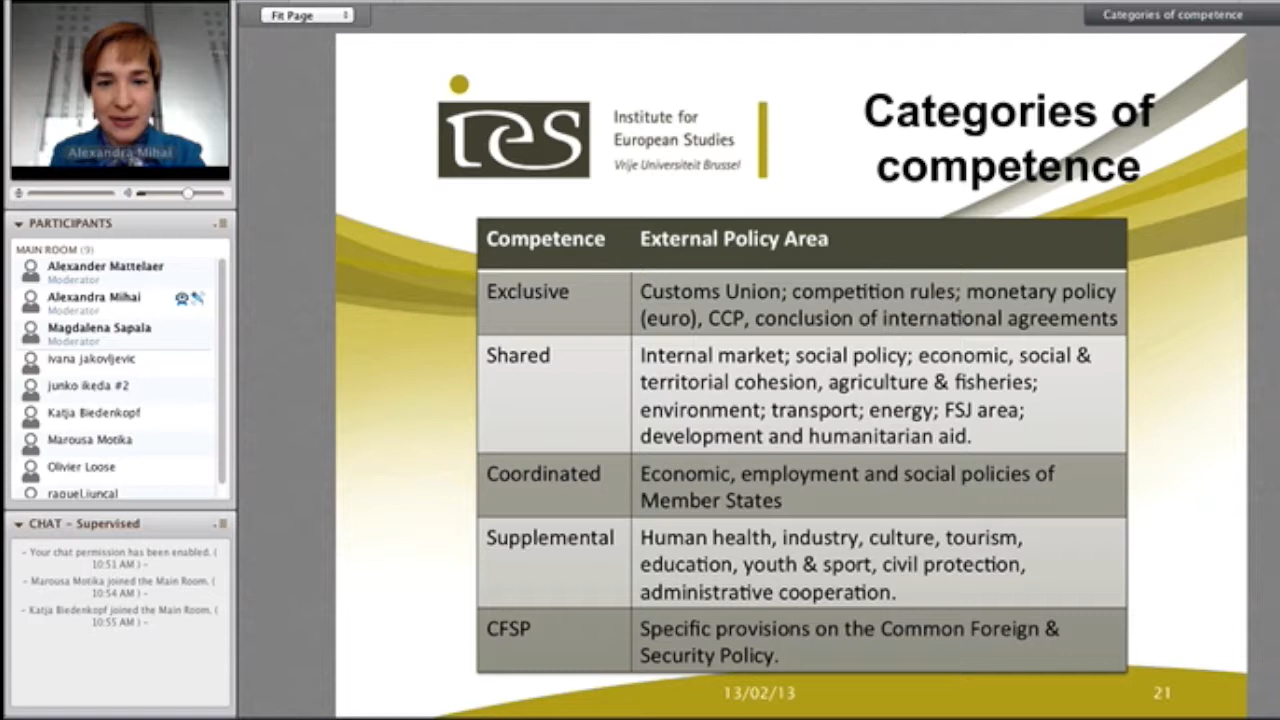 Fit Page
Categories of competence
Alexandra Mihai
PARTICIPANTS
MAIN ROOM (9)
Alexander Mattelaer
Moderator
Alexandra Mihai
Moderator
Magdalena Sapala
Moderator
ivana jakovljevic
junko ikeda #2
Katja Biedenkopf
Marousa Motika
Olivier Loose
raquel.juncal
CHAT - Supervised
- Your chat permission has been enabled. (
10:51 AM ) -
- Marousa Motika joined the Main Room. (
10:54 AM ) -
- Katja Biedenkopf joined the Main Room. (
10:55 AM ) -
ies
Institute for
European Studies
Vrije Universiteit Brussel
Categories of
competence
Competence External Policy Area
Exclusive Customs Union; competition rules; monetary policy
(euro), CCP, conclusion of international agreements
Shared Internal market; social policy; economic, social &
territorial cohesion, agriculture & fisheries;
environment; transport; energy; FSJ area;
development and humanitarian aid.
Coordinated Economic, employment and social policies of
Member States
Supplemental Human health, industry, culture, tourism,
education, youth & sport, civil protection,
administrative cooperation.
CFSP Specific provisions on the Common Foreign &
Security Policy.
13/02/13 21